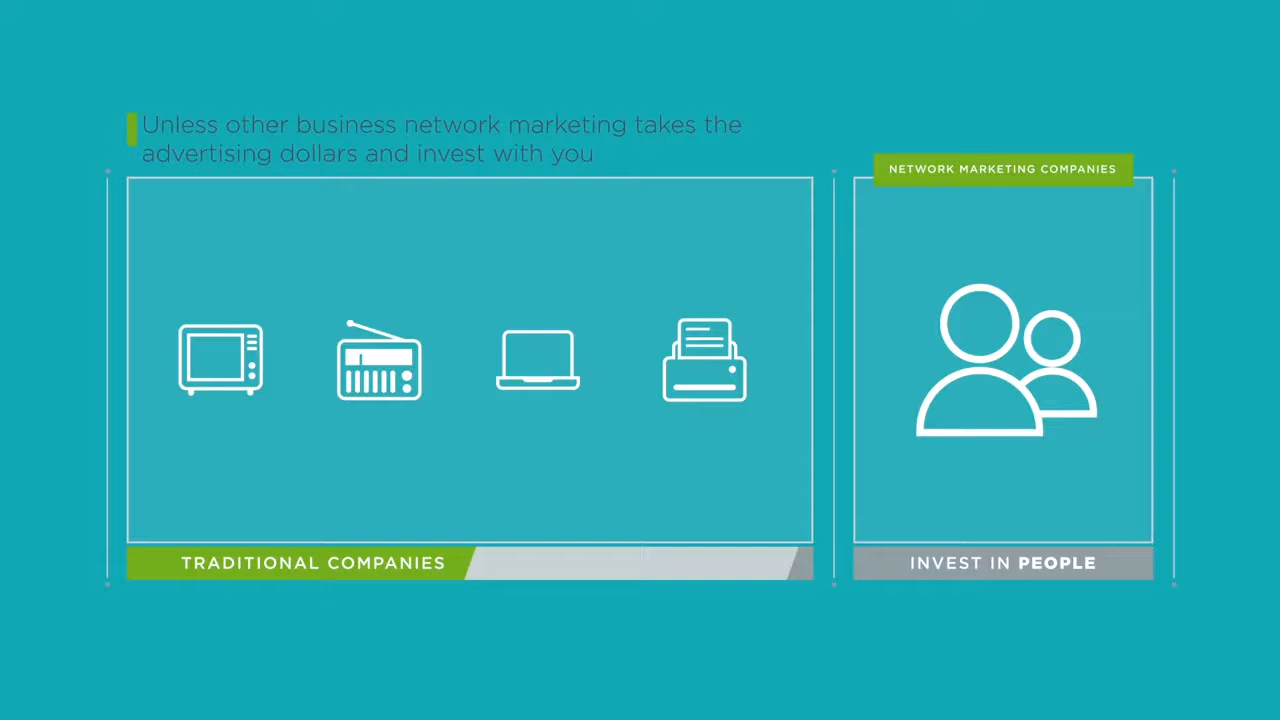 Unless other business network marketing takes the
advertising dollars and invest with you
NETWORK MARKETING COMPANIES
TRADITIONAL COMPANIES
INVEST IN PEOPLE